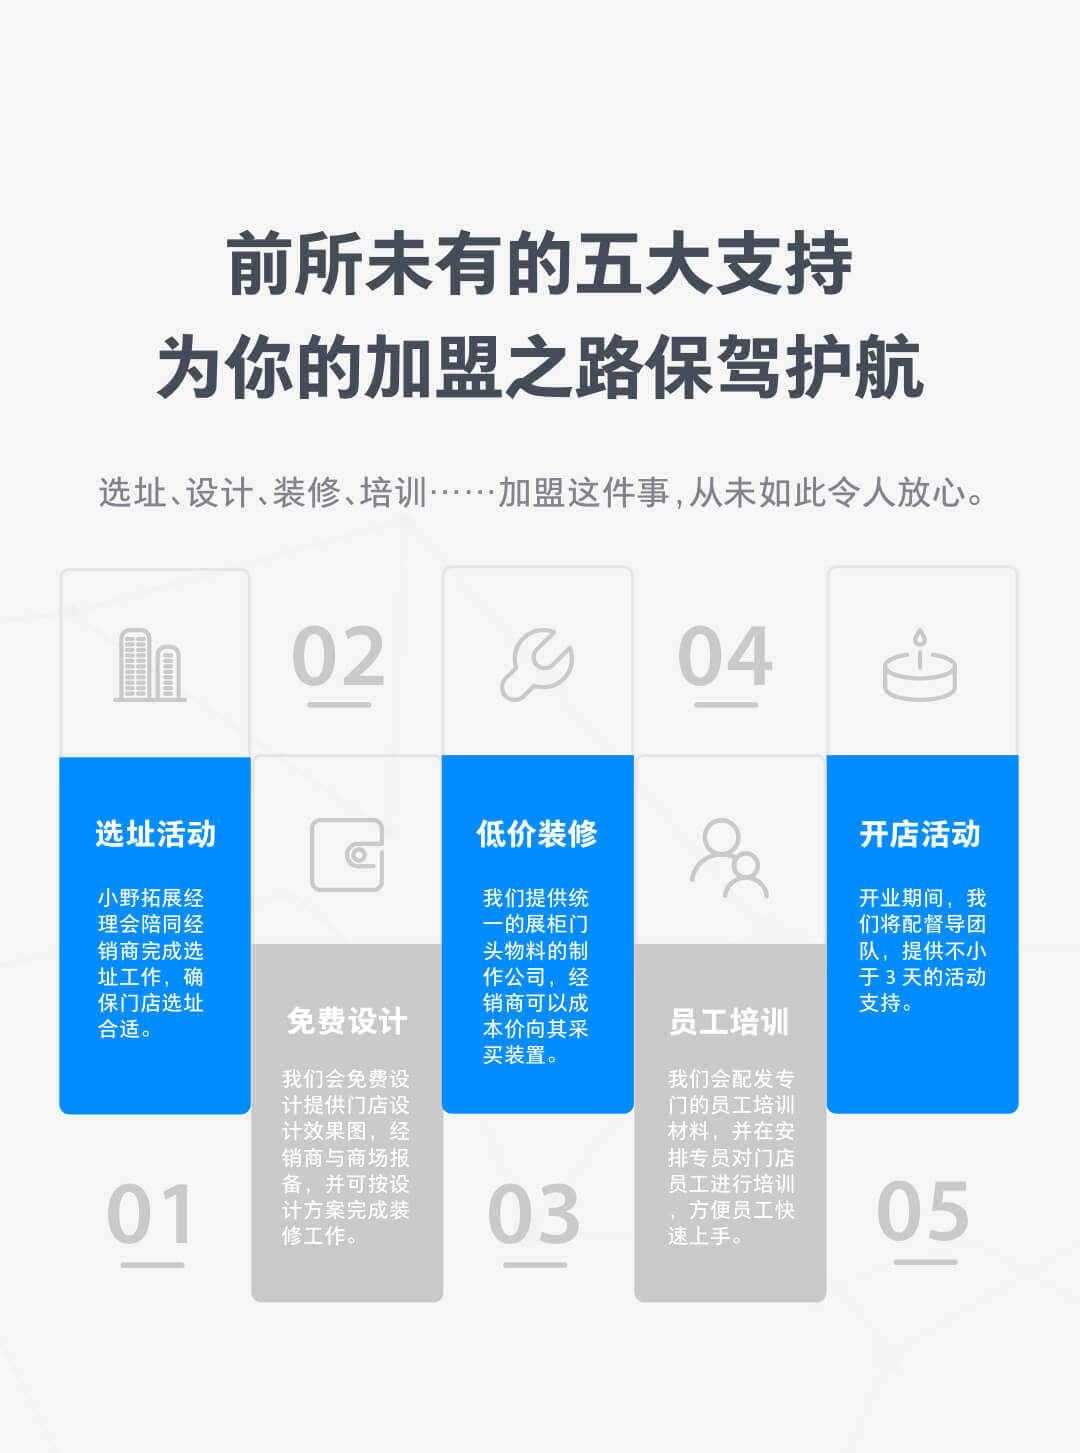 前所未有的五大支持
为你的加盟之路保驾护航
选址、设计、装修、培训……加盟这件事,从未如此令人放心。
选址活动
小野拓展经
理会陪同经
销商完成选
址工作，确
保门店选址
合适。
01
02
免费设计
我们会免费设
计提供门店设
计效果图，经
销商与商场报
备，并可按设
计方案完成装
修工作。
低价装修
我们提供统
一的展柜门
头物料的制
作公司，经
销商可以成
本价向其采
买装置。
03
04
员工培训
我们会配发专
门的员工培训
材料，并在安
排专员对门店
员工进行培训
，方便员工快
速上手。
开店活动
开业期间，我
们将配督导团
队，提供不小
于 3 天的活动
支持。
05